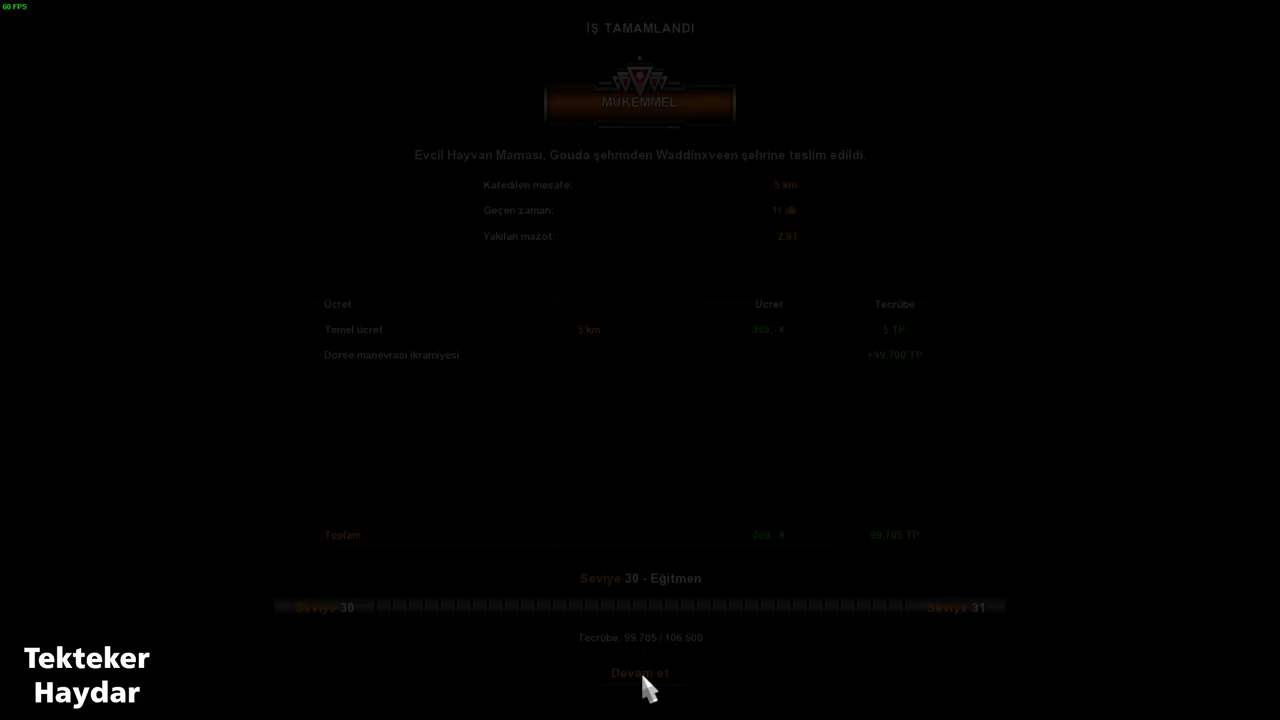 60 FPS
İŞ TAMAMLANDI
MÜKEMMEL
Evcil Hayvan Maması, Gouda şehrinden Waddinxveen şehrine teslim edildi.
Katedilen mesafe: 5 km
Geçen zaman: 11 dk
Yakılan mazot: 2.9 l
Ücret Ücret Tecrübe
Temel ücret 5 km 369,- € 5 TP
Dorse manevrası ikramiyesi +99,700 TP
Toplam 369,- € 99,705 TP
Seviye 30 - Eğitmen
Seviye 30 Seviye 31
Tecrübe: 99,705 / 106,500
Devam et
Tekteker
Haydar